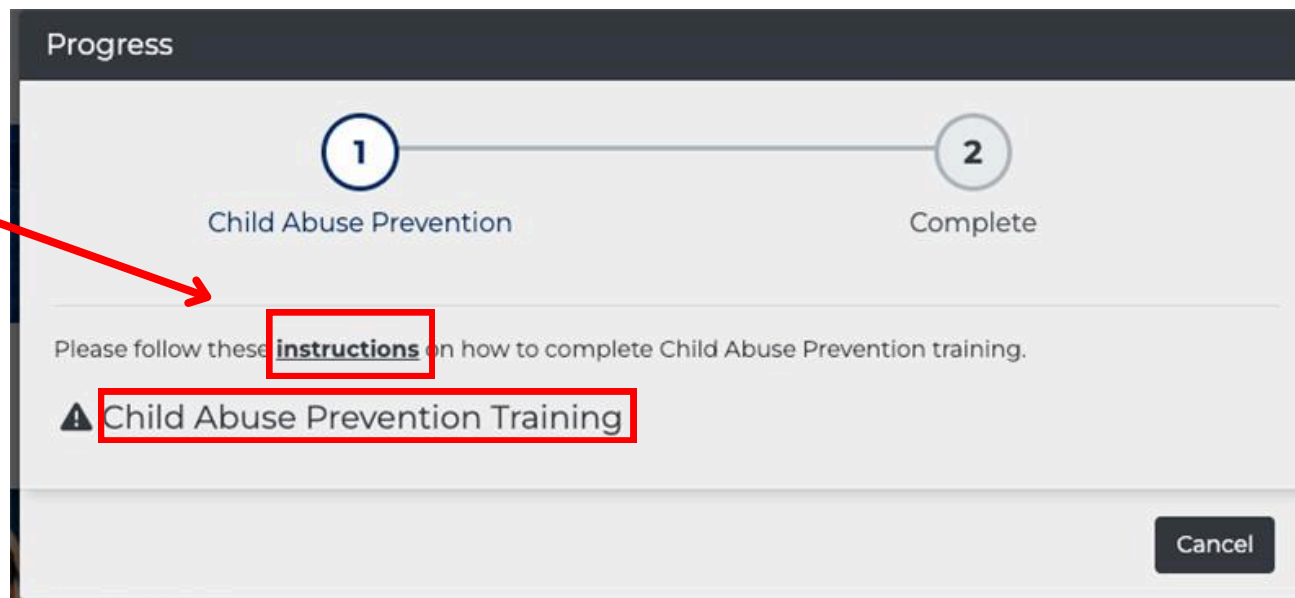 Progress
1
2
Child Abuse Prevention
Complete
Please follow these instructions on how to complete Child Abuse Prevention training.
Child Abuse Prevention Training
Cancel